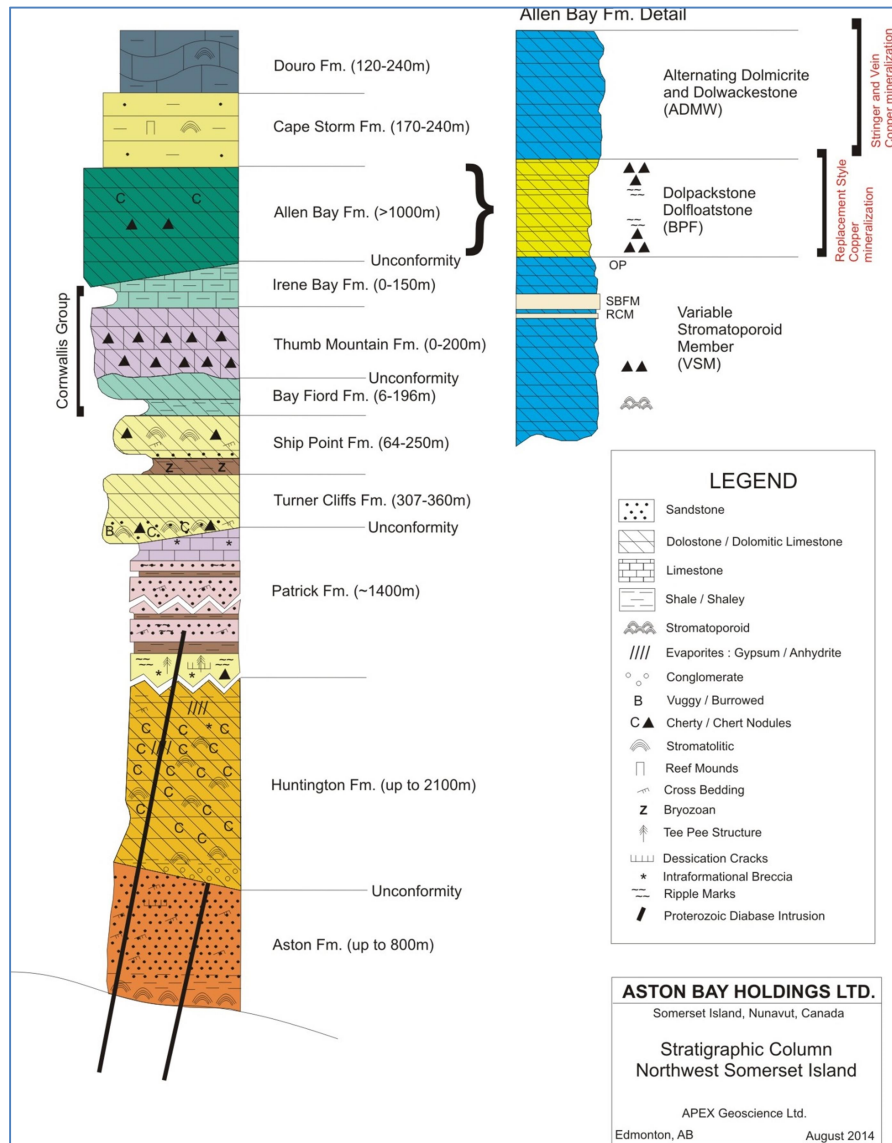 Allen Bay Fm. Detail
Douro Fm. (120-240m)
Cape Storm Fm. (170-240m)
Allen Bay Fm. (>1000m)
Unconformity
Irene Bay Fm. (0-150m)
Thumb Mountain Fm. (0-200m)
Unconformity
Bay Fiord Fm. (6-196m)
Ship Point Fm. (64-250m)
Turner Cliffs Fm. (307-360m)
Unconformity
Patrick Fm. (~1400m)
Huntington Fm. (up to 2100m)
Unconformity
Aston Fm. (up to 800m)
Cornwallis Group
C C
Z Z
B C C
C C C
C C
C C
C C
C C
C
C C
C
Alternating Dolmicrite
and Dolwackestone
(ADMW)
Dolpackstone
Dolfloatstone
(BPF)
OP
SBFM
RCM
Variable
Stromatoporoid
Member
(VSM)
Stringer and Vein
Copper mineralization
Replacement Style
Copper
mineralization
LEGEND
Sandstone
Dolostone / Dolomitic Limestone
Limestone
Shale / Shaley
Stromatoporoid
Evaporites : Gypsum / Anhydrite
Conglomerate
B Vuggy / Burrowed
C Cherty / Chert Nodules
Stromatolitic
Reef Mounds
Cross Bedding
Z Bryozoan
Tee Pee Structure
Dessication Cracks
* Intraformational Breccia
Ripple Marks
Proterozoic Diabase Intrusion
ASTON BAY HOLDINGS LTD.
Somerset Island, Nunavut, Canada
Stratigraphic Column
Northwest Somerset Island
APEX Geoscience Ltd.
Edmonton, AB August 2014